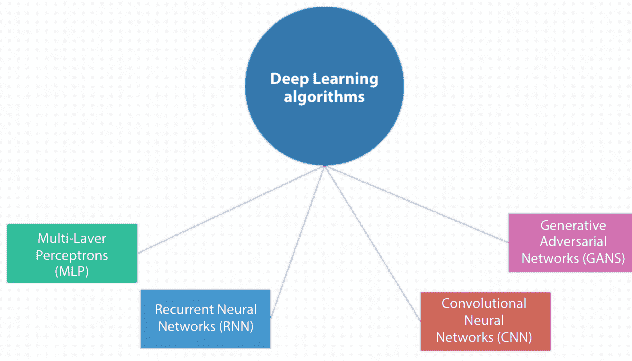 Deep Learning
algorithms
Multi-Laver
Perceptrons
(MLP)
Recurrent Neural
Networks (RNN)
Convolutional
Neural
Networks (CNN)
Generative
Adversarial
Networks (GANS)